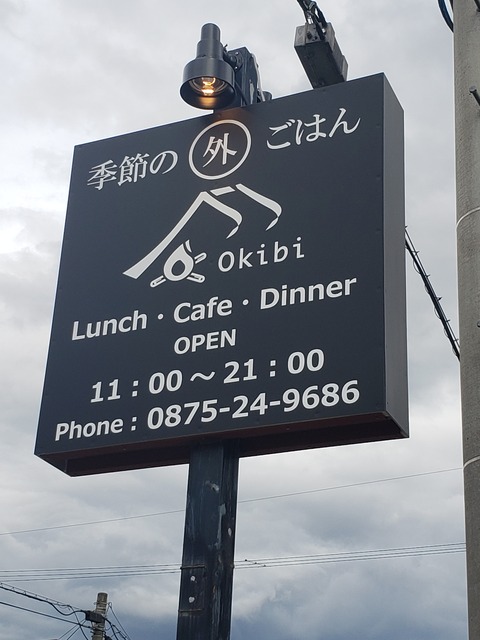 季節の 外 ごはん
Okibi
Lunch・Cafe・Dinner
OPEN
11:00～21:00
Phone:0875-24-9686